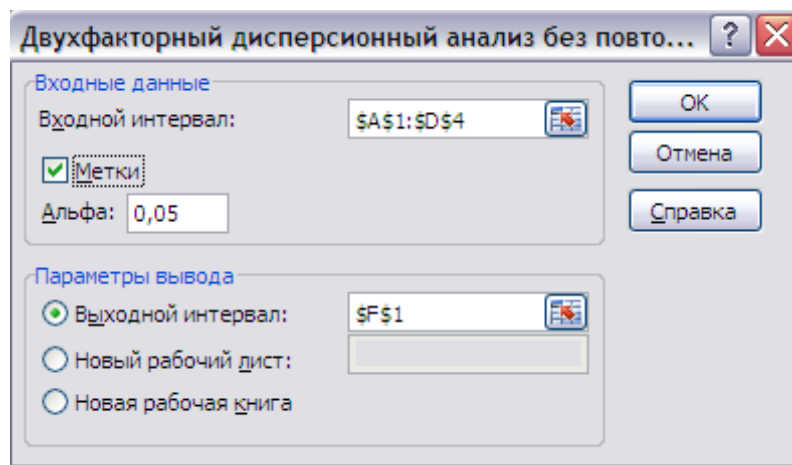 Двухфакторный дисперсионный анализ без повто...
Входные данные
Входной интервал: $A$1:$D$4
Метки
Альфа: 0,05
ОК
Отмена
Справка
Параметры вывода
Выходной интервал: $F$1
Новый рабочий лист:
Новая рабочая книга